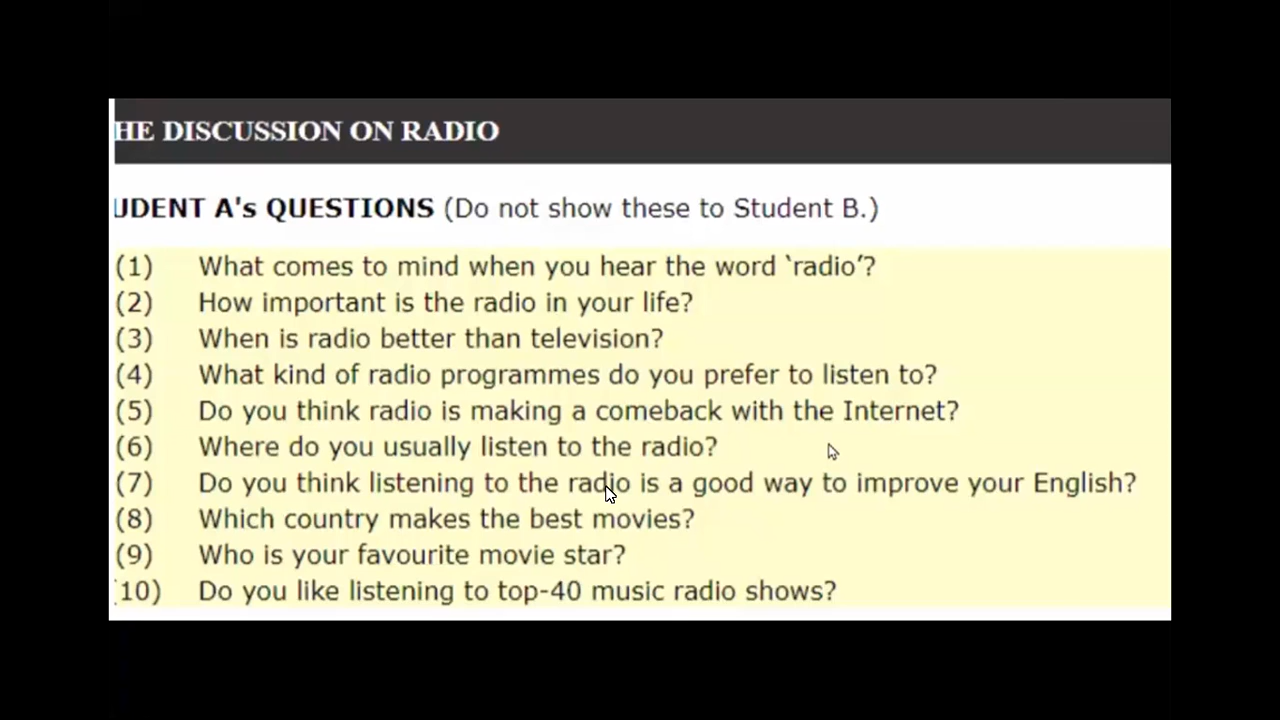 HE DISCUSSION ON RADIO
UDENT A's QUESTIONS (Do not show these to Student B.)
(1) What comes to mind when you hear the word ‘radio’?
(2) How important is the radio in your life?
(3) When is radio better than television?
(4) What kind of radio programmes do you prefer to listen to?
(5) Do you think radio is making a comeback with the Internet?
(6) Where do you usually listen to the radio?
(7) Do you think listening to the radio is a good way to improve your English?
(8) Which country makes the best movies?
(9) Who is your favourite movie star?
(10) Do you like listening to top-40 music radio shows?